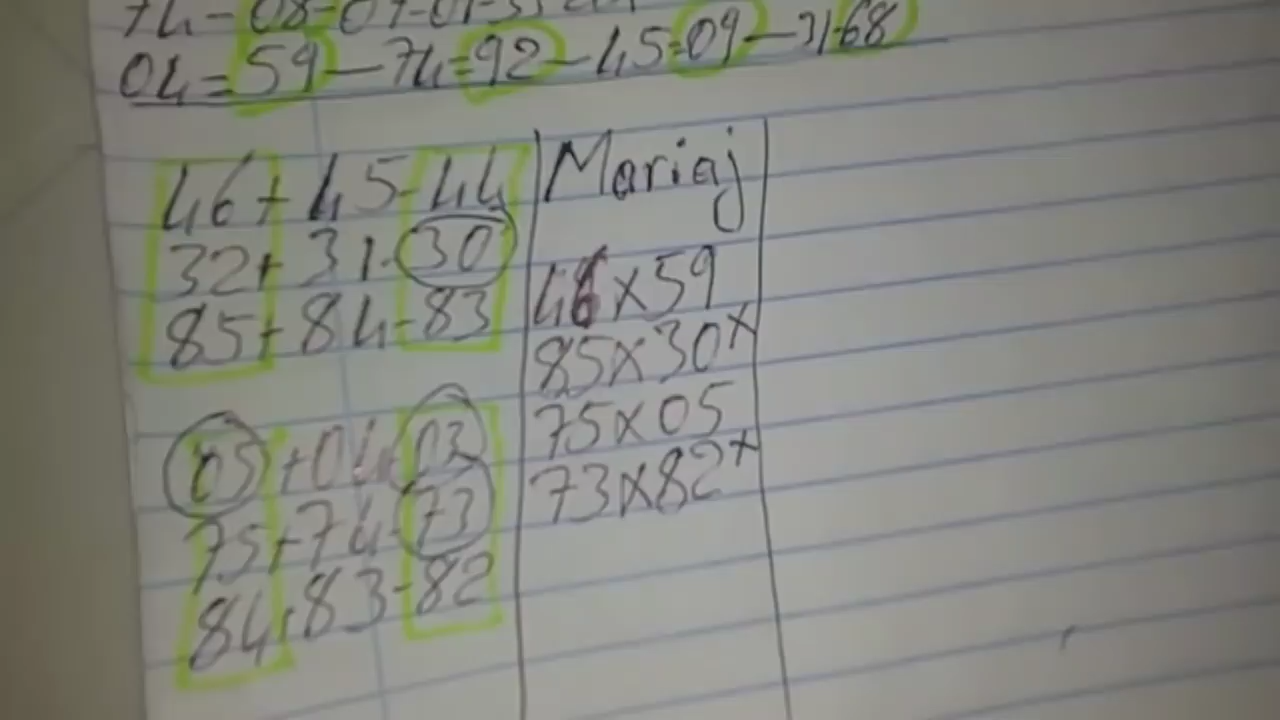 04=59-74=92-45=09-31-68
46+45-44
32+31-30
85+84-83
05+04-03
75+74-73
84+83-82
Mariaj
46x59
85x30x
75x05
73x82x